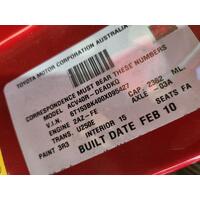 TOYOTA MOTOR CORPORATION AUSTRALIA
CORRESPONDENCE MUST BEAR THESE NUMBERS
MODEL ACV40R-DEADKQ
V.I.N. 6T153BK400X095427
ENGINE 2AZ-FE CAP. 2362 ML
TRANS. U250E AXLE -03A
PAINT 3R3 INTERIOR 15 SEATS FA
BUILT DATE FEB 10